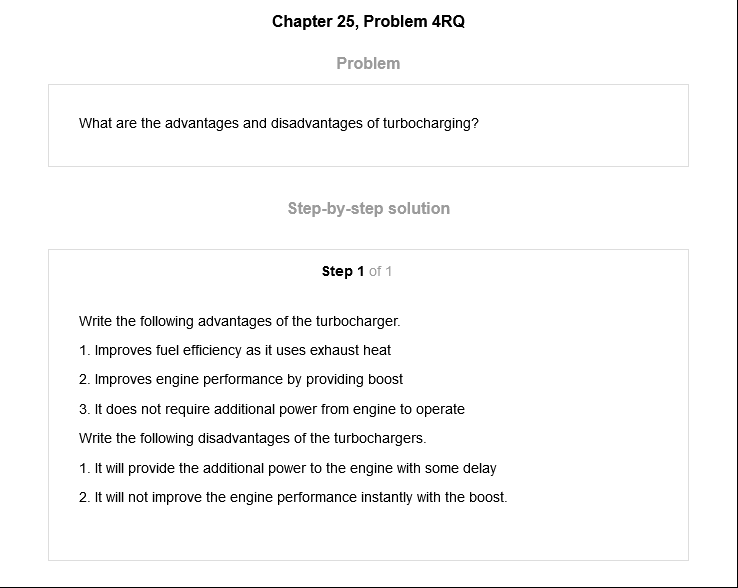 Chapter 25, Problem 4RQ
Problem
What are the advantages and disadvantages of turbocharging?
Step-by-step solution
Step 1 of 1
Write the following advantages of the turbocharger.
1. Improves fuel efficiency as it uses exhaust heat
2. Improves engine performance by providing boost
3. It does not require additional power from engine to operate
Write the following disadvantages of the turbochargers.
1. It will provide the additional power to the engine with some delay
2. It will not improve the engine performance instantly with the boost.